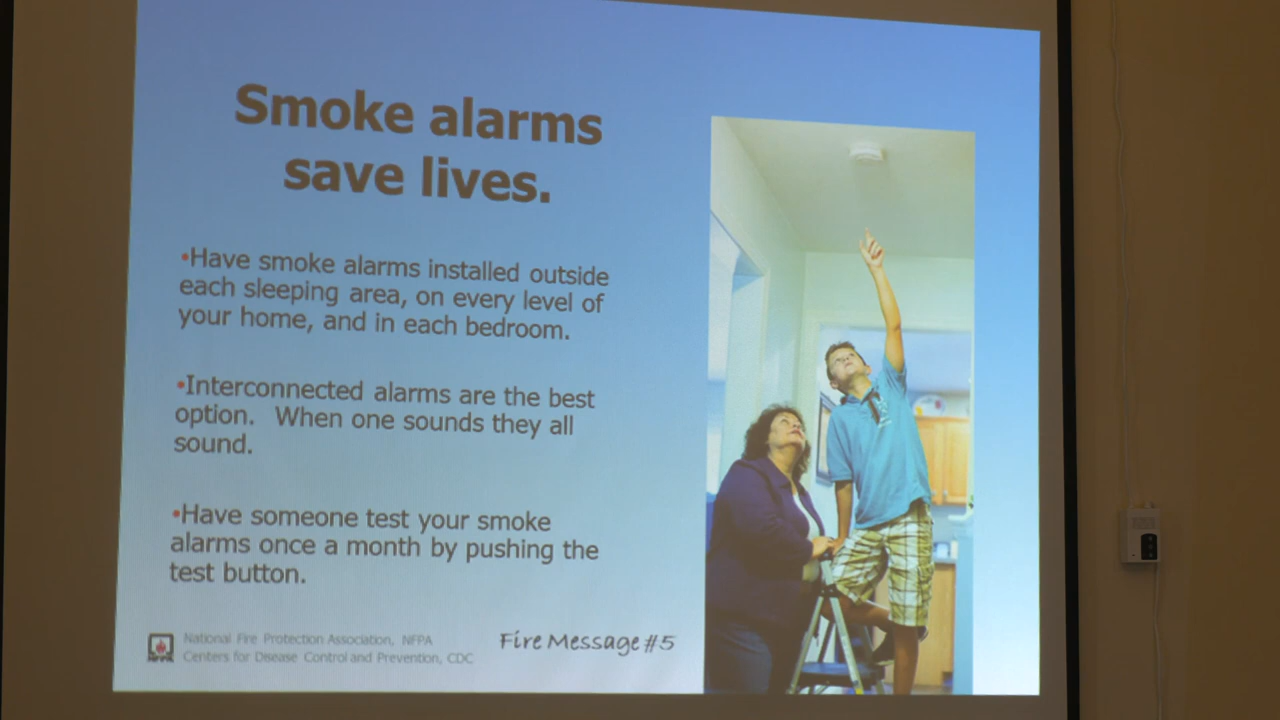 Smoke alarms
save lives.
•Have smoke alarms installed outside
each sleeping area, on every level of
your home, and in each bedroom.
•Interconnected alarms are the best
option.  When one sounds they all
sound.
•Have someone test your smoke
alarms once a month by pushing the
test button.
NFPA
National Fire Protection Association, NFPA
Centers for Disease Control and Prevention, CDC
Fire Message #5